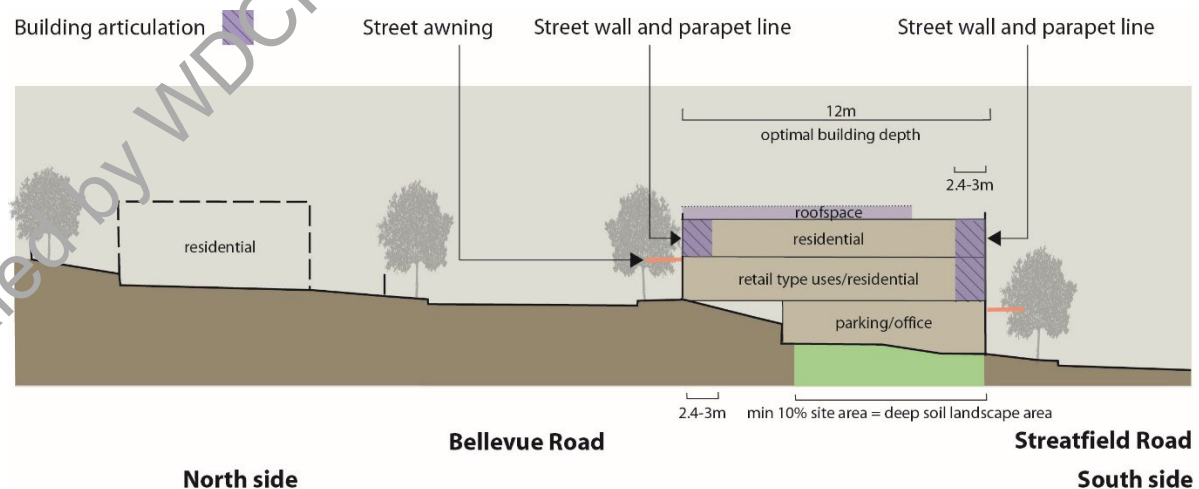 Building articulation
Street awning
Street wall and parapet line
Street wall and parapet line
12m
optimal building depth
2.4-3m
roofspace
residential
residential
retail type uses/residential
parking/office
2.4-3m
min 10% site area = deep soil landscape area
Bellevue Road
Streatfield Road
North side
South side
by WDC